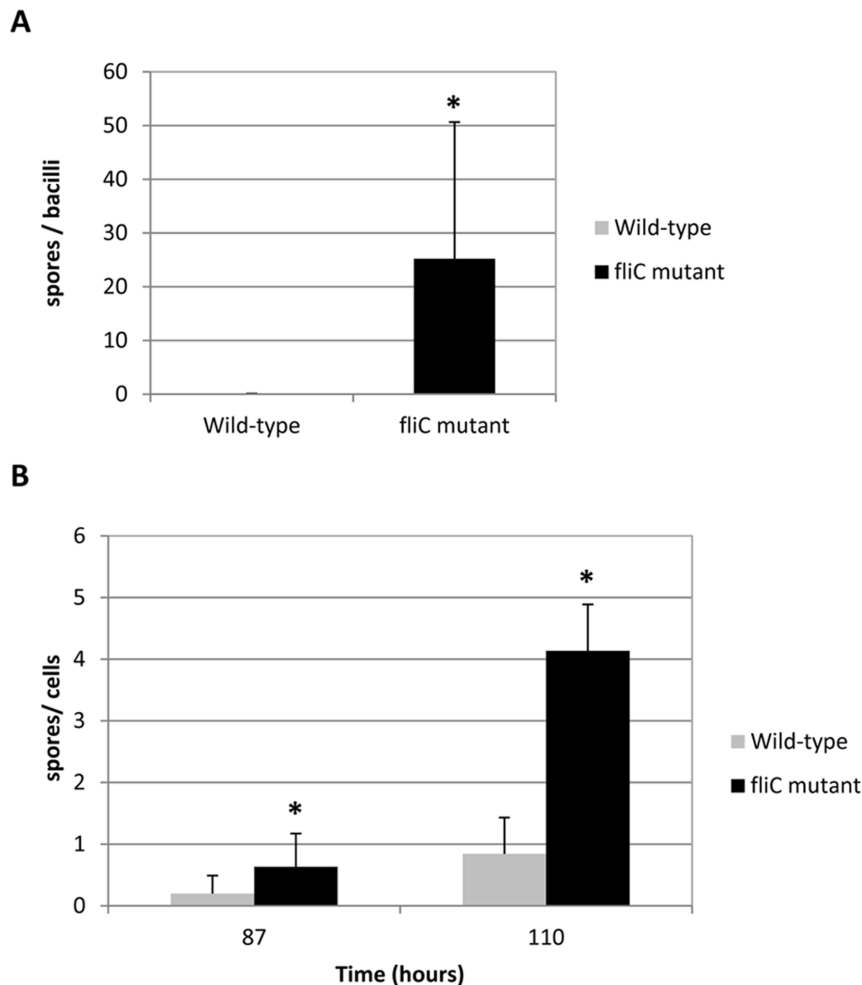 A
60
50
40
30
20
10
0
spores / bacilli
*
Wild-type
fliC mutant
Wild-type
fliC mutant
B
6
5
4
3
2
1
0
spores/ cells
*
*
87
110
Time (hours)
Wild-type
fliC mutant